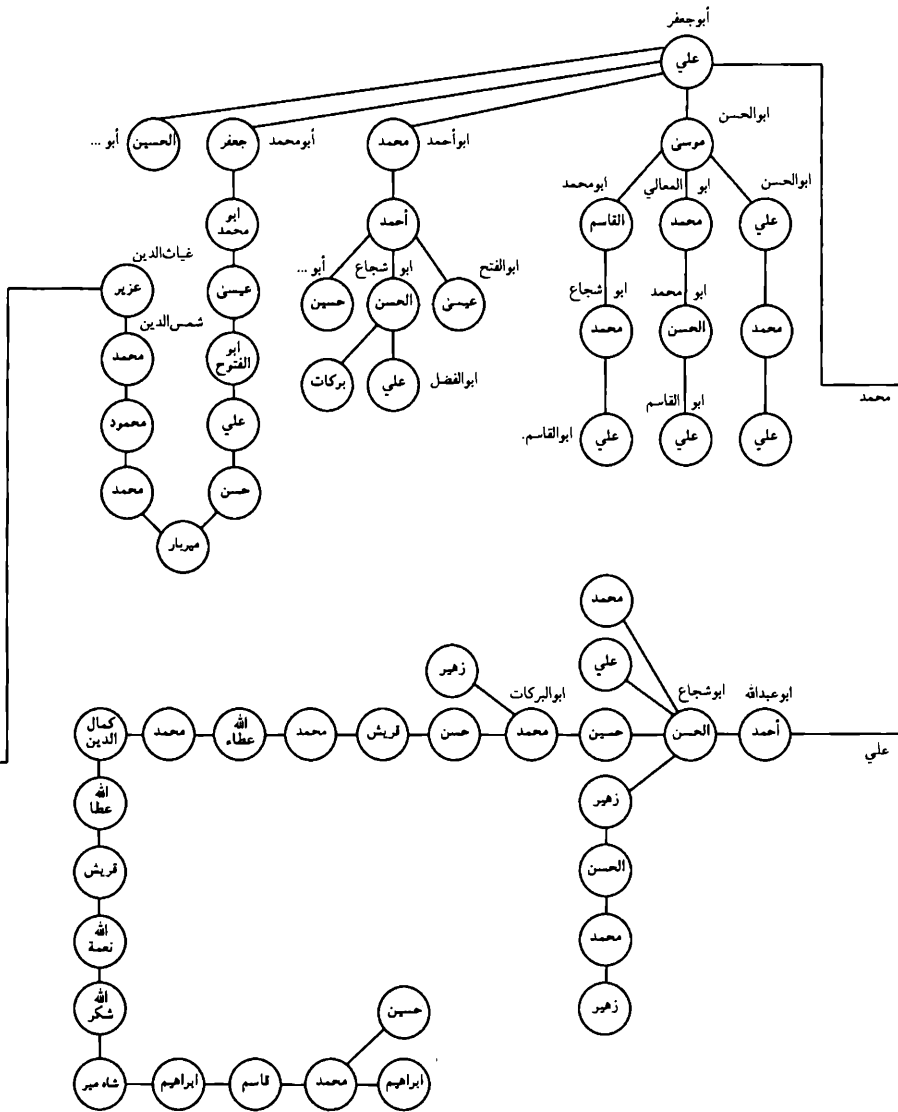 أبوجعفر
علي
ابوالحسن
موسىٰ
ابوأحمد
محمد
أبومحمد
جعفر
الحسين
أبو ...
ابوالحسن
علي
ابو المعالي
محمد
ابومحمد
القاسم
أحمد
ابو
محمد
ابوالفتح
عيسىٰ
ابو شجاع
الحسن
أبو ...
حسين
عيسىٰ
غياث‌الدين
عزير
محمد
ابو محمد
الحسن
ابو شجاع
محمد
ابو
الفتوح
شمس‌الدين
محمد
محمد
ابوالفضل
علي
بركات
علي
محمود
علي
ابو القاسم
علي
علي
ابوالقاسم.
حسن
محمد
ميربار
محمد
علي
زهير
علي
ابوعبدالله
أحمد
ابوشجاع
الحسن
حسين
ابوالبركات
محمد
حسن
قريش
محمد
الله
عطاء
محمد
كمال
الدين
زهير
الله
عطا
الحسن
قريش
محمد
الله
نعمة
زهير
الله
شكر
حسين
شاه مير
ابراهيم
قاسم
محمد
ابراهيم